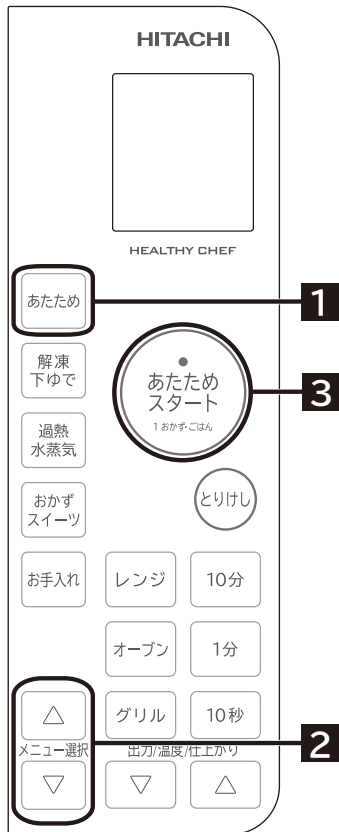 HITACHI
HEALTHY CHEF
あたため
1
解凍
下ゆで
あたため
スタート
1 おかず・ごはん
3
過熱
水蒸気
おかず
スイーツ
とりけし
お手入れ
レンジ
10分
オーブン
1分
グリル
10秒
メニュー選択
出力/温度/仕上がり
2